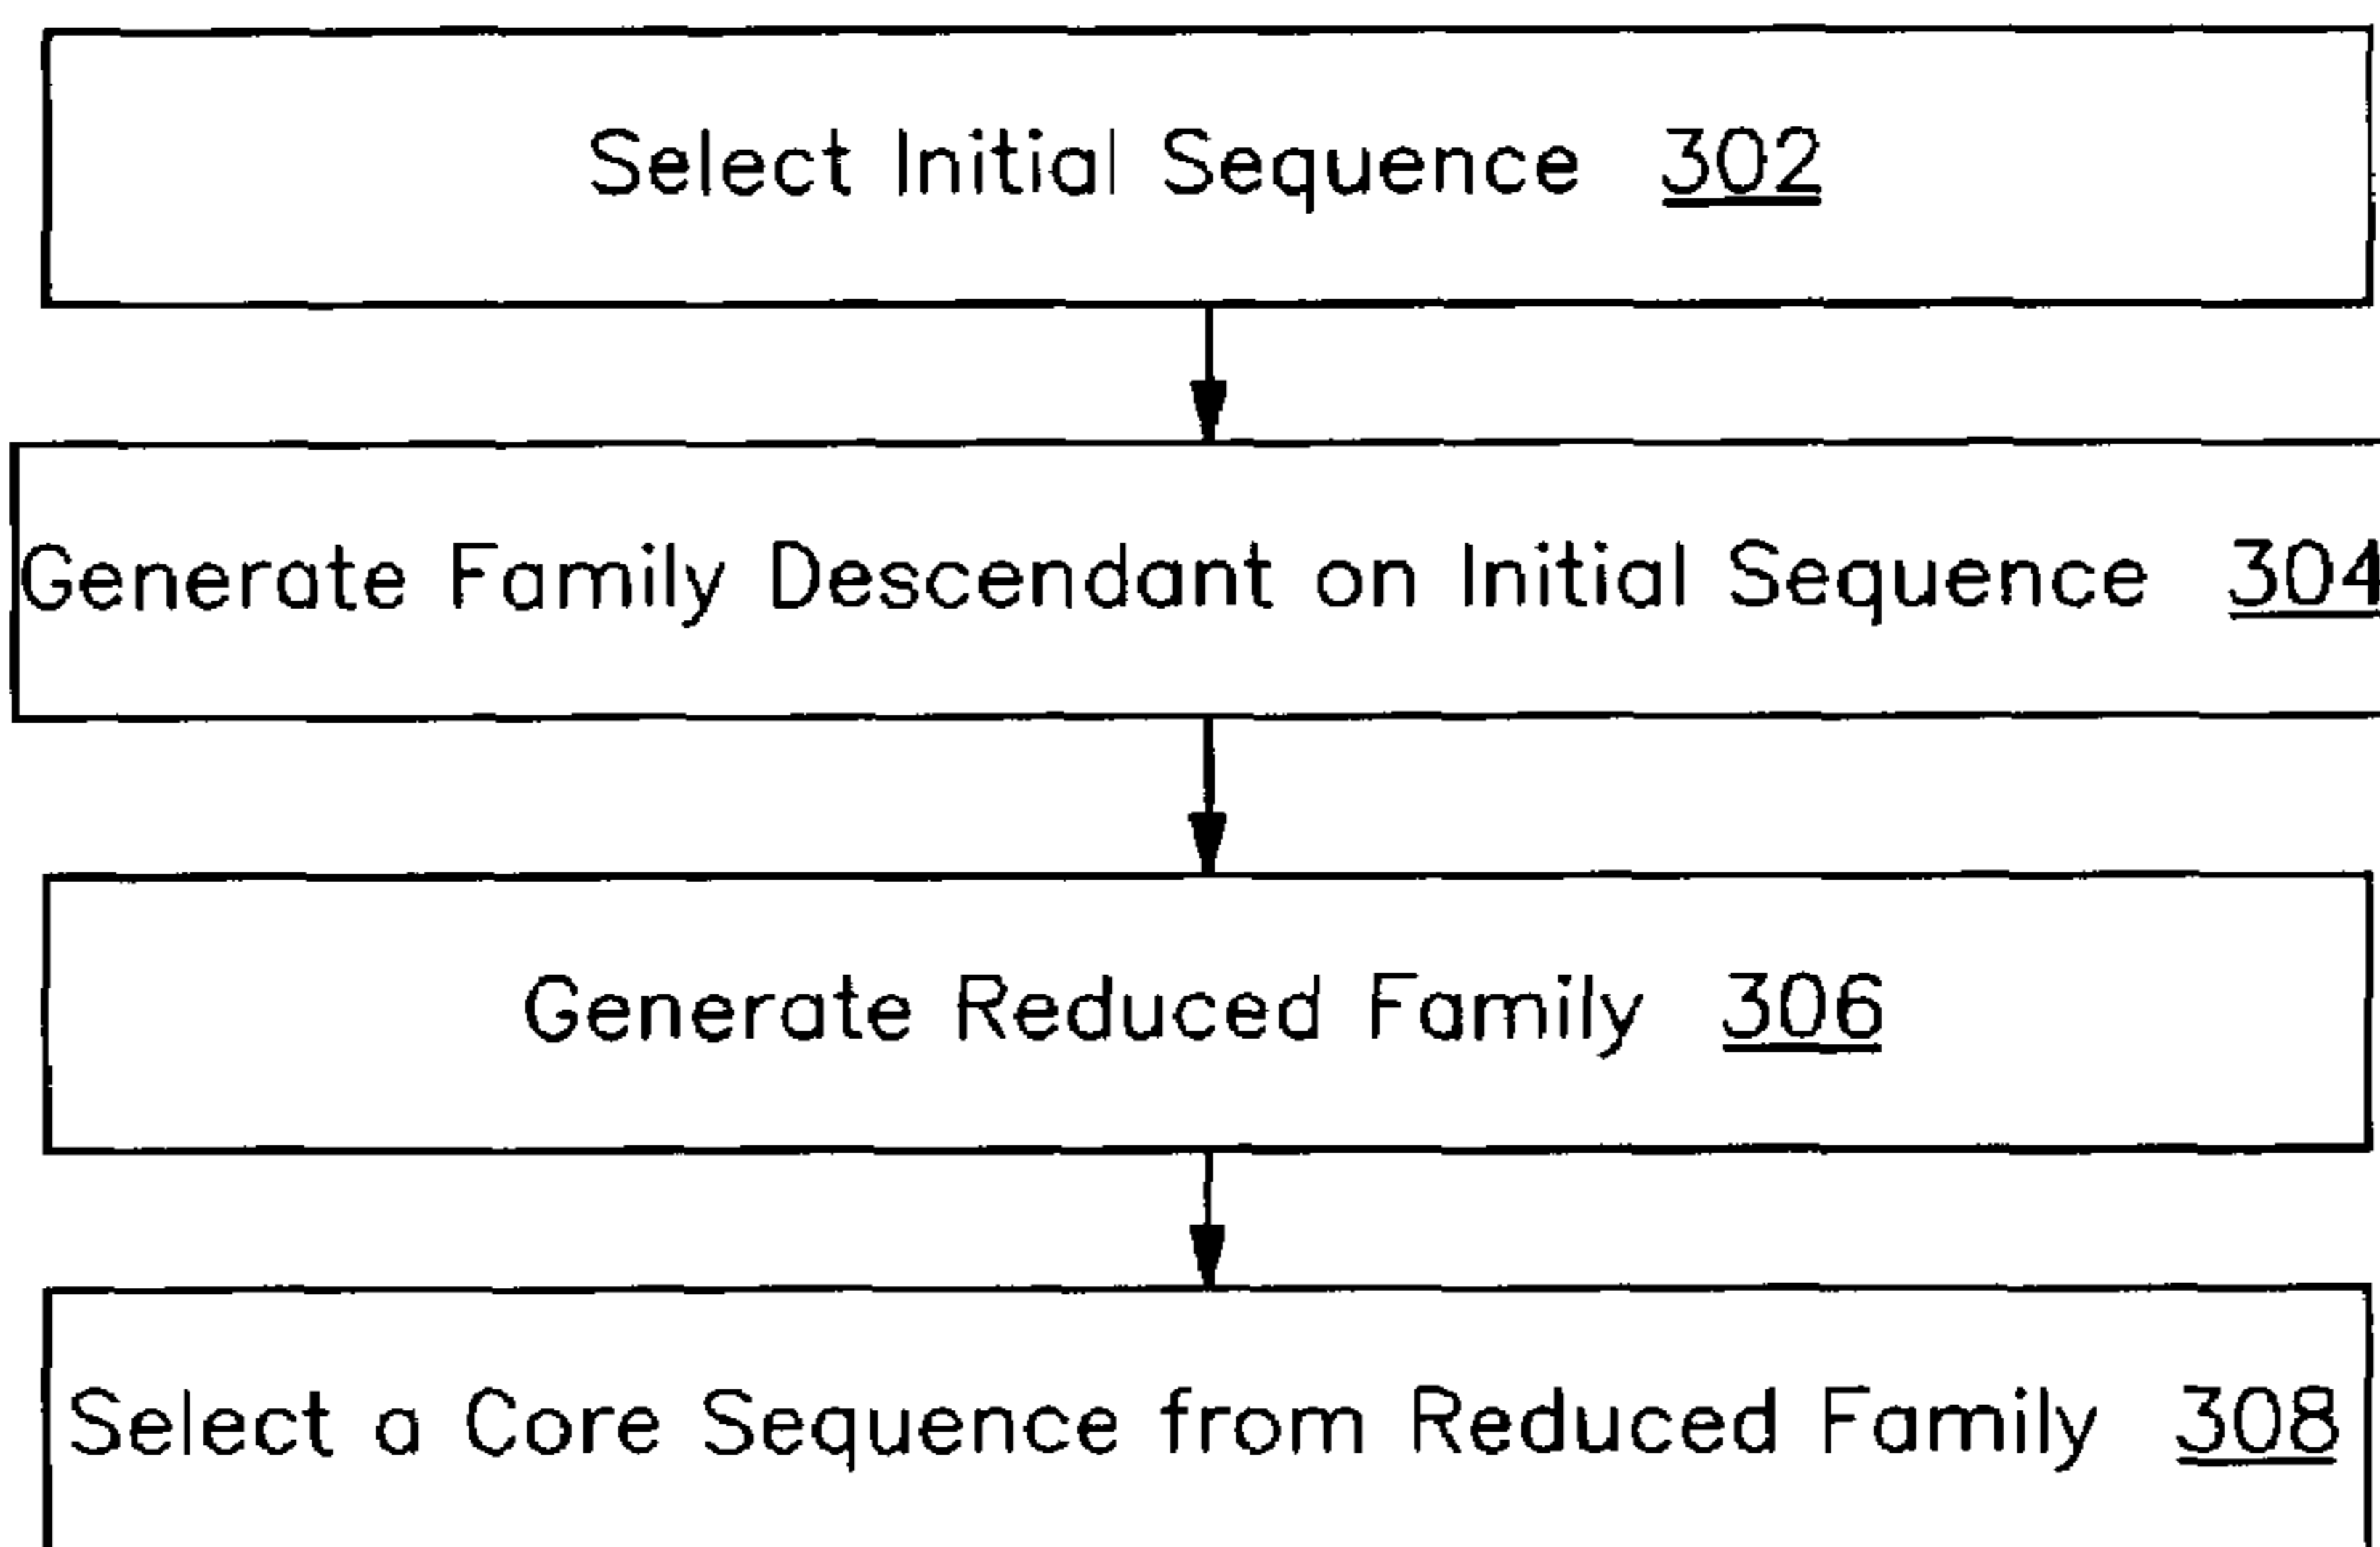 Select Initial Sequence 302
Generate Family Descendant on Initial Sequence 304
Generate Reduced Family 306
Select a Core Sequence from Reduced Family 308